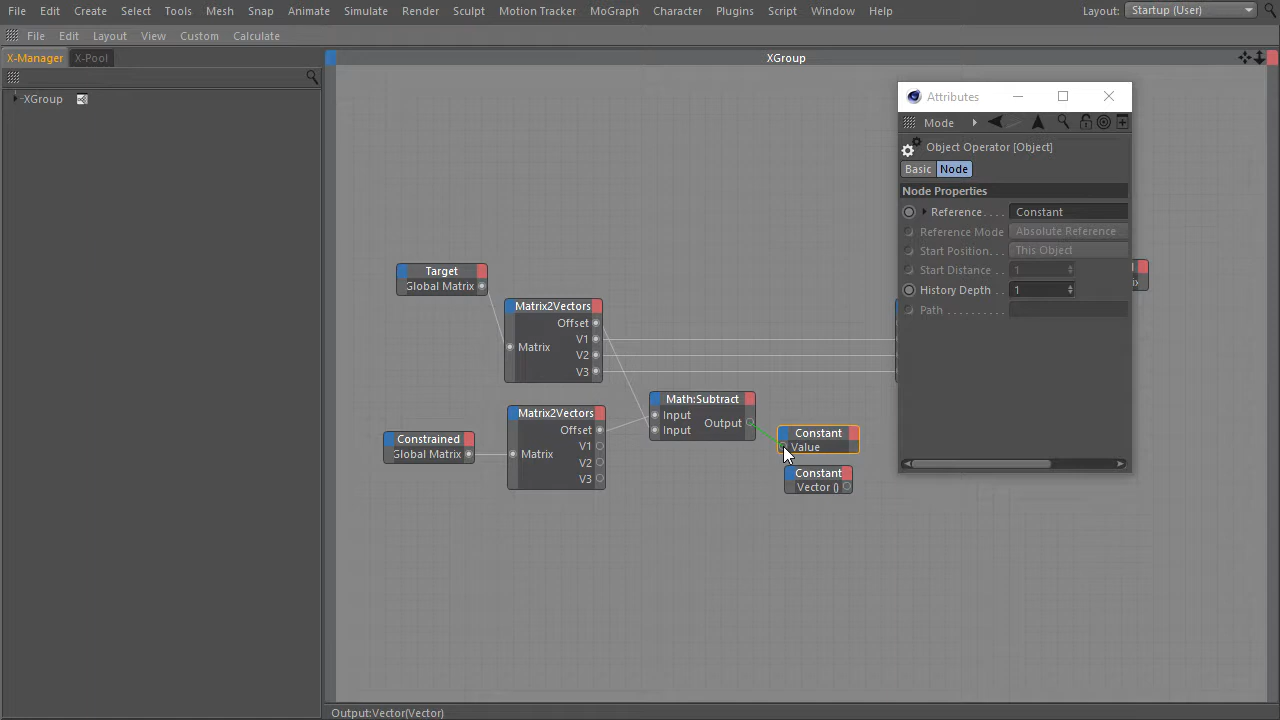 File Edit Create Select Tools Mesh Snap Animate Simulate Render Sculpt Motion Tracker MoGraph Character Plugins Script Window Help Layout: Startup (User)
File Edit Layout View Custom Calculate
X-Manager X-Pool
XGroup
XGroup
Target
Global Matrix
Matrix2Vectors
Offset
V1
Matrix
V2
V3
Constrained
Global Matrix
Matrix2Vectors
Offset
V1
Matrix
V2
V3
Math:Subtract
Input
Output
Input
Constant
Value
Constant
Vector ()
Attributes
Mode
Object Operator [Object]
Basic Node
Node Properties
Reference. . . . Constant
Reference Mode Absolute Reference
Start Position. . . This Object
Start Distance . . 1
History Depth . . 1
Path . . . . . . . . . .
ix
Output:Vector(Vector)